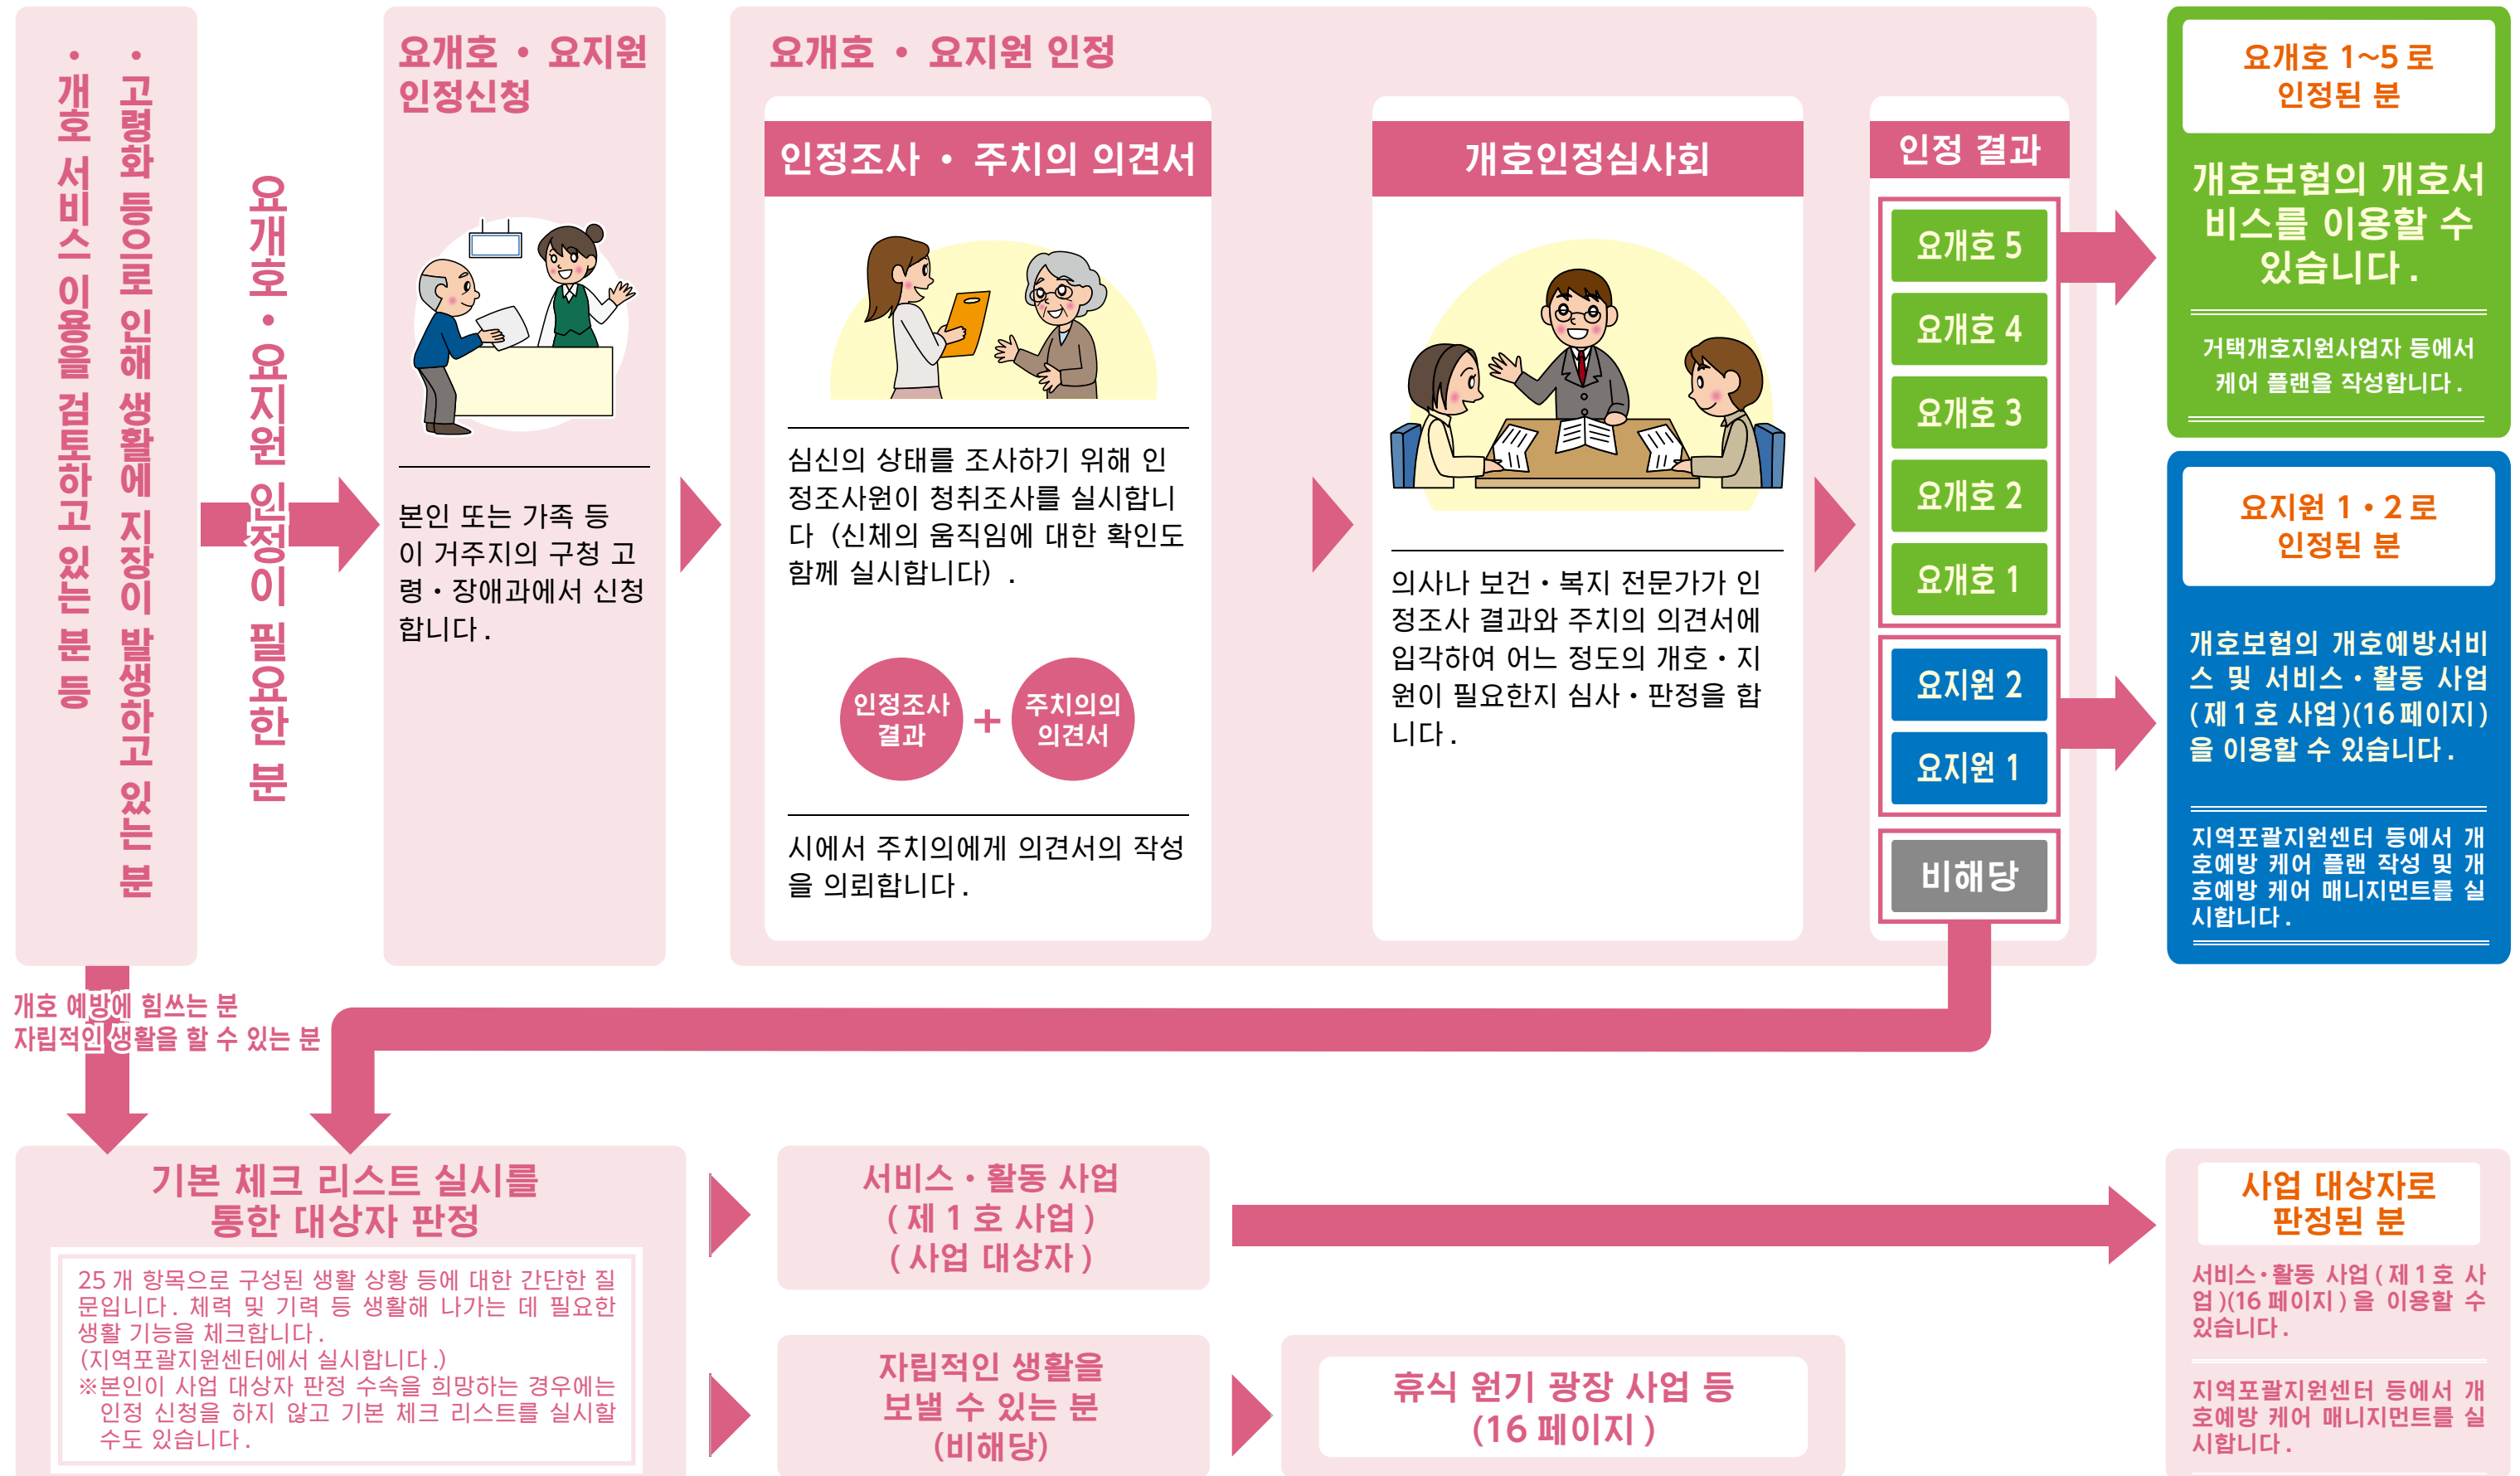 ・고령화 등으로 인해 생활에 지장이 발생하고 있는 분
・개호 서비스 이용을 검토하고 있는 분 등
요개호・요지원 인정이 필요한 분
요개호 ・ 요지원
인정신청
본인 또는 가족 등
이 거주지의 구청 고
령・장애과에서 신청
합니다.
요개호 ・ 요지원 인정
인정조사 ・ 주치의 의견서
심신의 상태를 조사하기 위해 인
정조사원이 청취조사를 실시합니
다 (신체의 움직임에 대한 확인도
함께 실시합니다) .
인정조사
결과
+
주치의의
의견서
시에서 주치의에게 의견서의 작성
을 의뢰합니다.
개호인정심사회
의사나 보건・복지 전문가가 인
정조사 결과와 주치의 의견서에
입각하여 어느 정도의 개호・지
원이 필요한지 심사・판정을 합
니다.
인정 결과
요개호 5
요개호 4
요개호 3
요개호 2
요개호 1
요지원 2
요지원 1
비해당
요개호 1~5 로
인정된 분
개호보험의 개호서
비스를 이용할 수
있습니다.
거택개호지원사업자 등에서
케어 플랜을 작성합니다.
요지원 1・2 로
인정된 분
개호보험의 개호예방서비
스 및 서비스・활동 사업
(제 1 호 사업)(16 페이지)
을 이용할 수 있습니다.
지역포괄지원센터 등에서 개
호예방 케어 플랜 작성 및 개
호예방 케어 매니지먼트를 실
시합니다.
개호 예방에 힘쓰는 분
자립적인 생활을 할 수 있는 분
기본 체크 리스트 실시를
통한 대상자 판정
25 개 항목으로 구성된 생활 상황 등에 대한 간단한 질
문입니다. 체력 및 기력 등 생활해 나가는 데 필요한
생활 기능을 체크합니다.
(지역포괄지원센터에서 실시합니다.)
※본인이 사업 대상자 판정 수속을 희망하는 경우에는
인정 신청을 하지 않고 기본 체크 리스트를 실시할
수도 있습니다.
서비스・활동 사업
(제 1 호 사업)
(사업 대상자)
자립적인 생활을
보낼 수 있는 분
(비해당)
휴식 원기 광장 사업 등
(16 페이지)
사업 대상자로
판정된 분
서비스・활동 사업 (제 1 호 사
업)(16 페이지) 을 이용할 수
있습니다.
지역포괄지원센터 등에서 개
호예방 케어 매니지먼트를 실
시합니다.